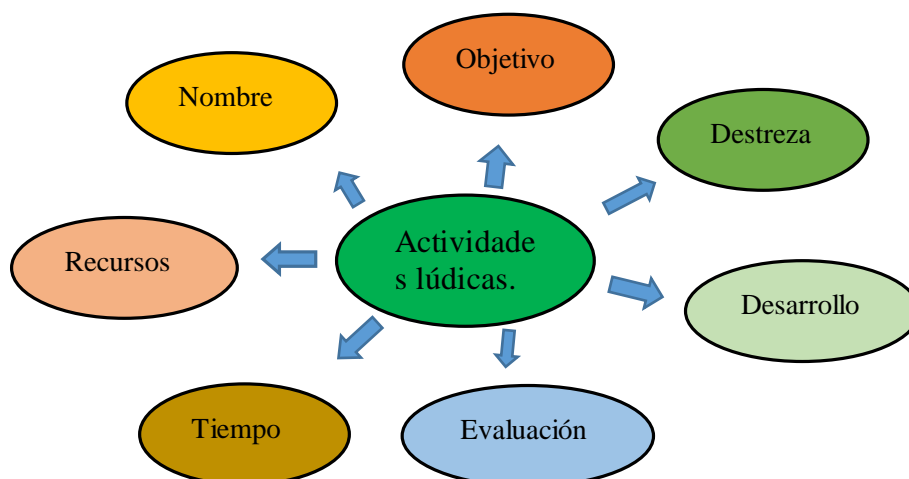 Objetivo
Nombre
Destreza
Actividade
s lúdicas.
Recursos
Desarrollo
Tiempo
Evaluación